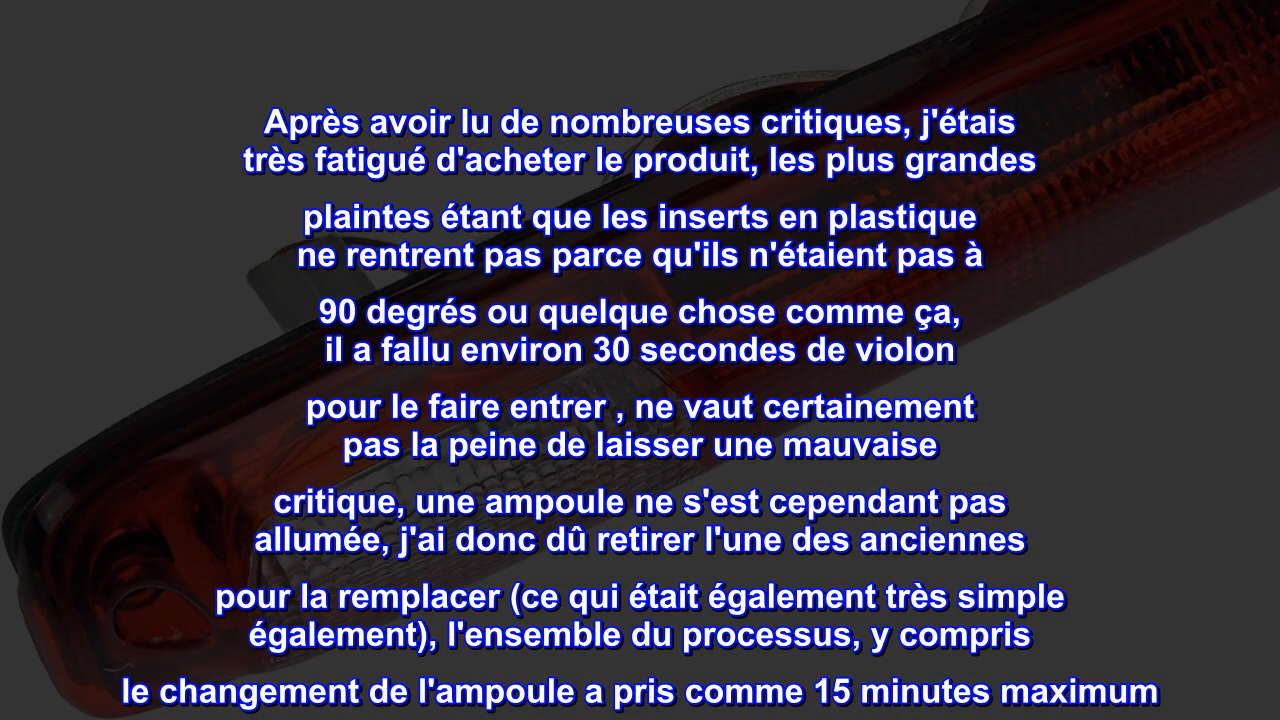 Après avoir lu de nombreuses critiques, j'étais
très fatigué d'acheter le produit, les plus grandes
plaintes étant que les inserts en plastique
ne rentrent pas parce qu'ils n'étaient pas à
90 degrés ou quelque chose comme ça,
il a fallu environ 30 secondes de violon
pour le faire entrer , ne vaut certainement
pas la peine de laisser une mauvaise
critique, une ampoule ne s'est cependant pas
allumée, j'ai donc dû retirer l'une des anciennes
pour la remplacer (ce qui était également très simple
également), l'ensemble du processus, y compris
le changement de l'ampoule a pris comme 15 minutes maximum